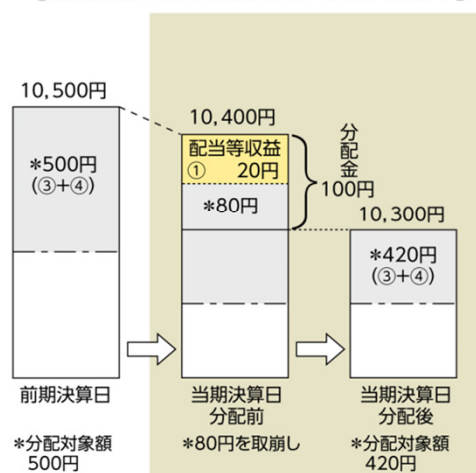 10,500円
*500円
(③+④)
前期決算日
*分配対象額
500円
10,400円
配当等収益
① 20円
*80円
分配金
100円
当期決算日
分配前
*80円を取崩し
10,300円
*420円
(③+④)
当期決算日
分配後
*分配対象額
420円